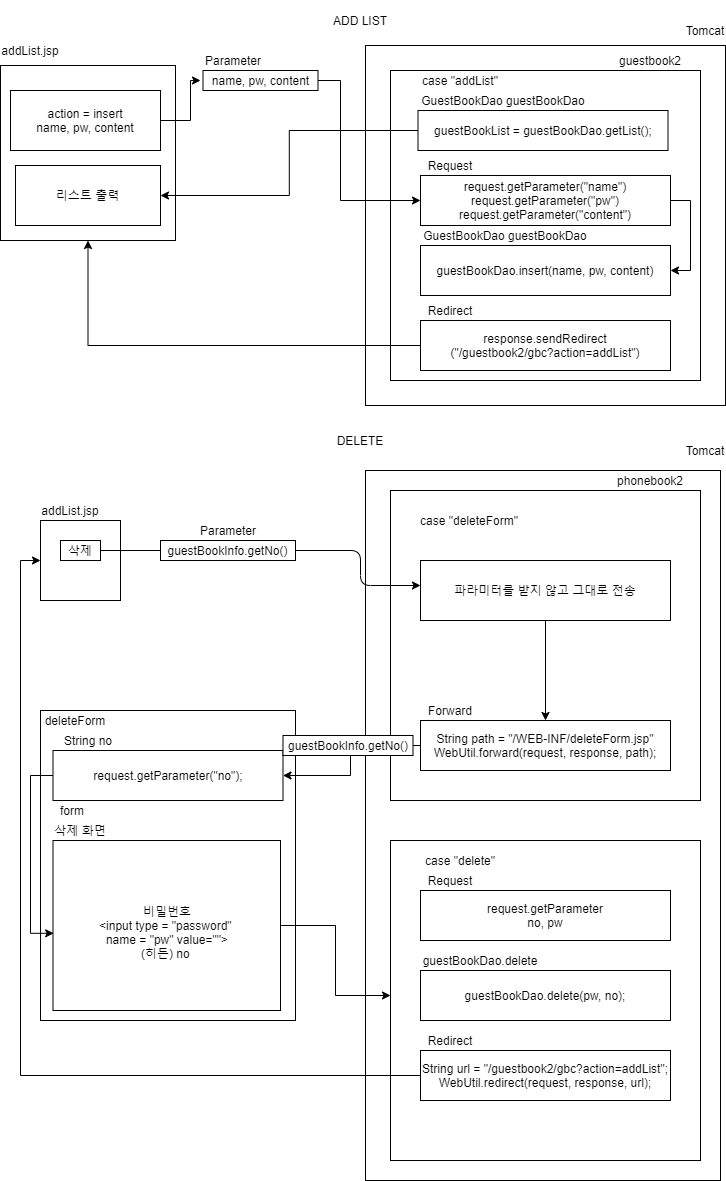 ADD LIST
Tomcat
addList.jsp
Parameter
guestbook2
name, pw, content
case "addList"
GuestBookDao guestBookDao
action = insert
name, pw, content
guestBookList = guestBookDao.getList();
Request
리스트 출력
request.getParameter("name")
request.getParameter("pw")
request.getParameter("content")
GuestBookDao guestBookDao
guestBookDao.insert(name, pw, content)
Redirect
response.sendRedirect
("/guestbook2/gbc?action=addList")
DELETE
Tomcat
phonebook2
addList.jsp
case "deleteForm"
Parameter
삭제
guestBookInfo.getNo()
파라미터를 받지 않고 그대로 전송
deleteForm
Forward
String no
guestBookInfo.getNo()
String path = "/WEB-INF/deleteForm.jsp"
WebUtil.forward(request, response, path);
request.getParameter("no");
form
삭제 화면
case "delete"
Request
비밀번호
<input type = "password"
name = "pw" value="">
(히든) no
request.getParameter
no, pw
guestBookDao.delete
guestBookDao.delete(pw, no);
Redirect
String url = "/guestbook2/gbc?action=addList";
WebUtil.redirect(request, response, url);